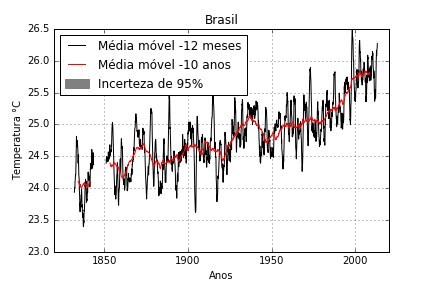 Brasil
26.5
26.0
25.5
25.0
24.5
24.0
23.5
23.0
Temperatura °C
Média móvel -12 meses
Média móvel -10 anos
Incerteza de 95%
1850
1900
1950
2000
Anos